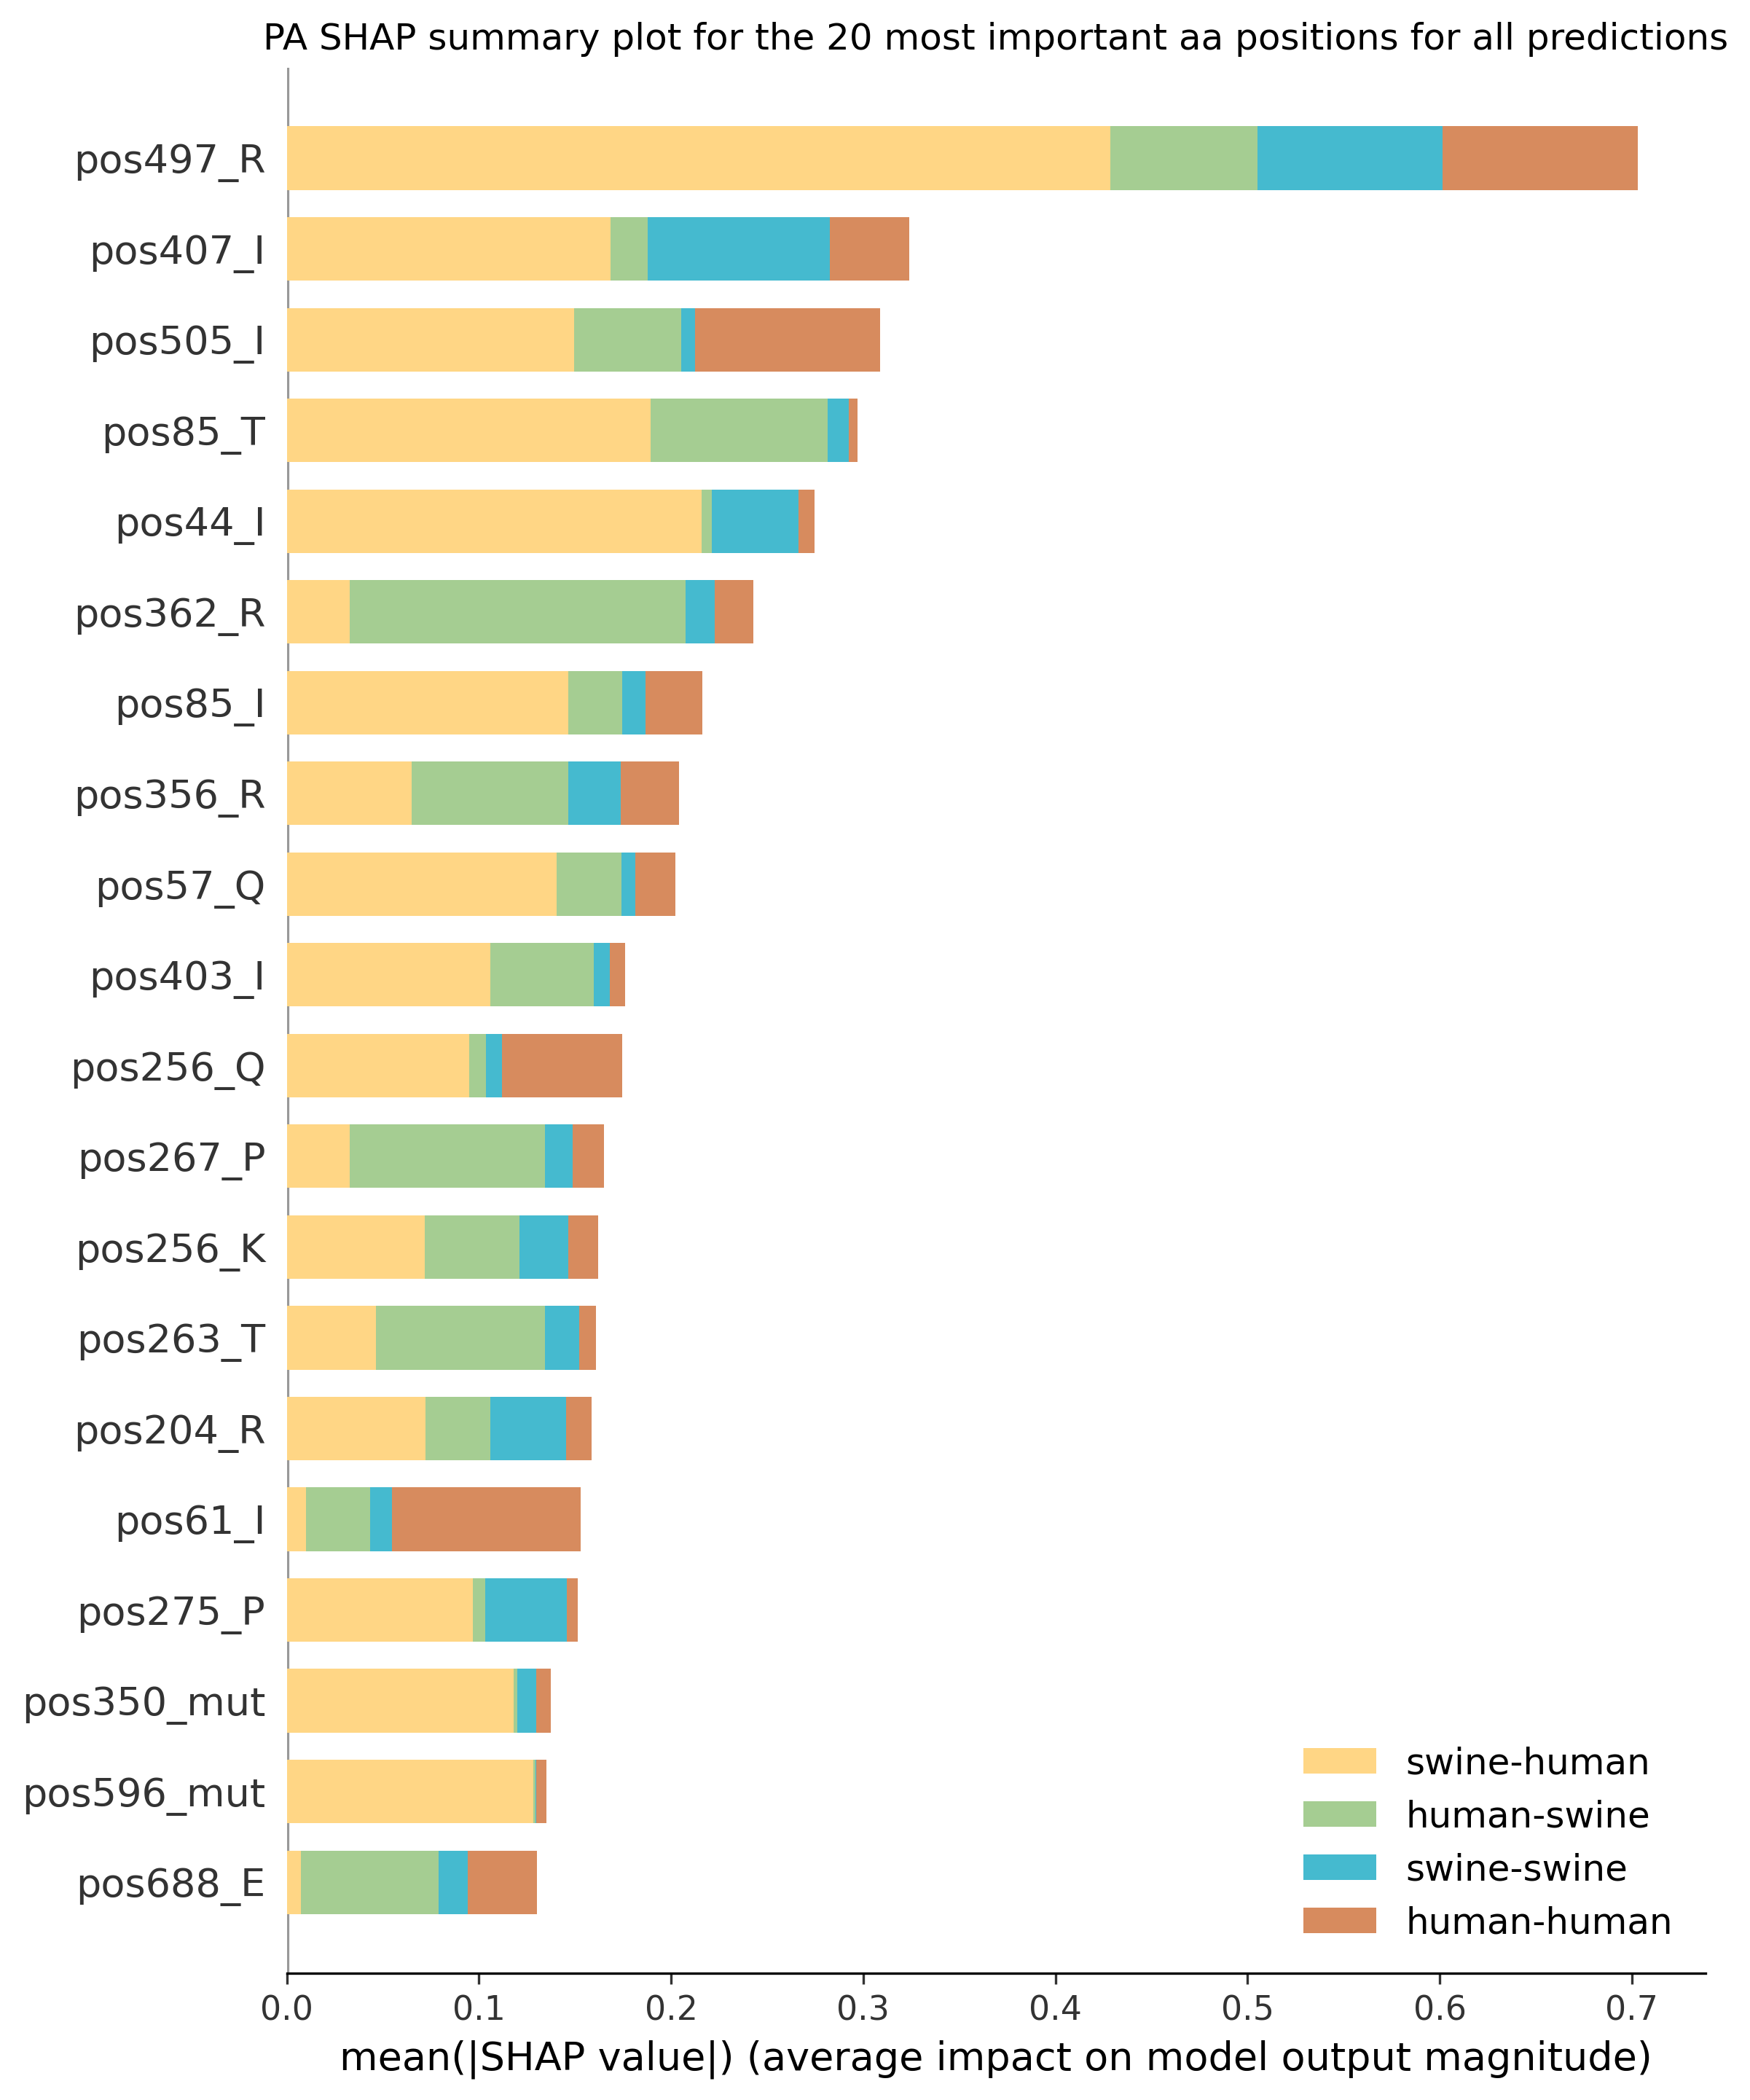 PA SHAP summary plot for the 20 most important aa positions for all predictions
pos497_R
pos407_I
pos505_I
pos85_T
pos44_I
pos362_R
pos85_I
pos356_R
pos57_Q
pos403_I
pos256_Q
pos267_P
pos256_K
pos263_T
pos204_R
pos61_I
pos275_P
pos350_mut
pos596_mut
pos688_E
swine-human
human-swine
swine-swine
human-human
0.0 0.1 0.2 0.3 0.4 0.5 0.6 0.7
mean(|SHAP value|) (average impact on model output magnitude)